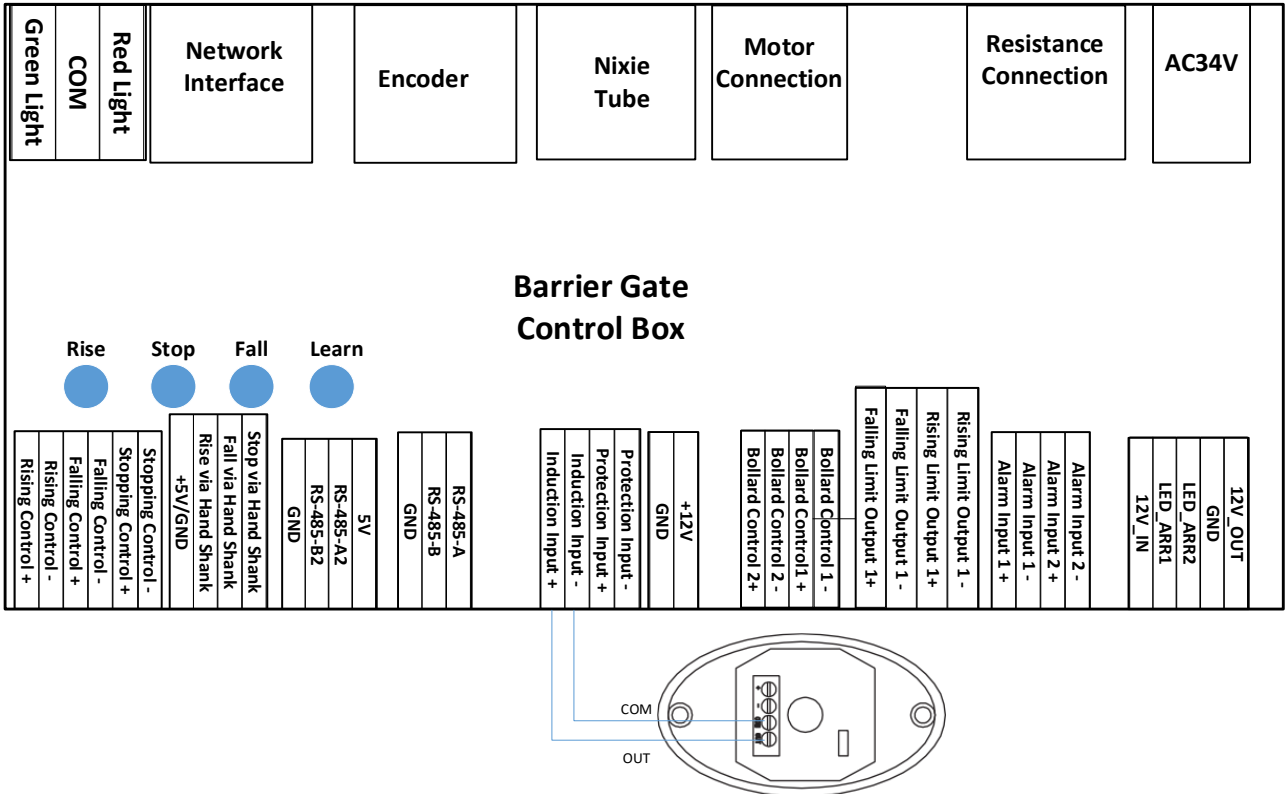 Green Light
COM
Red Light
Network
Interface
Encoder
Nixie
Tube
Motor
Connection
Resistance
Connection
AC34V
Barrier Gate
Control Box
Rise
Stop
Fall
Learn
Rising Control +
Rising Control -
Falling Control +
Falling Control -
Stopping Control +
Stopping Control -
+5V/GND
Rise via Hand Shank
Fall via Hand Shank
Stop via Hand Shank
GND
RS-485-B2
RS-485-A2
5V
GND
RS-485-B
RS-485-A
Induction Input +
Induction Input -
Protection Input +
Protection Input -
GND
+12V
Bollard Control 2+
Bollard Control 2 -
Bollard Control1 +
Bollard Control 1 -
Falling Limit Output 1+
Falling Limit Output 1 -
Rising Limit Output 1+
Rising Limit Output 1 -
Alarm Input 1 +
Alarm Input 1 -
Alarm Input 2 +
Alarm Input 2 -
12V_IN
LED_ARR1
LED_ARR2
GND
12V_OUT
+
-
COM
OUT